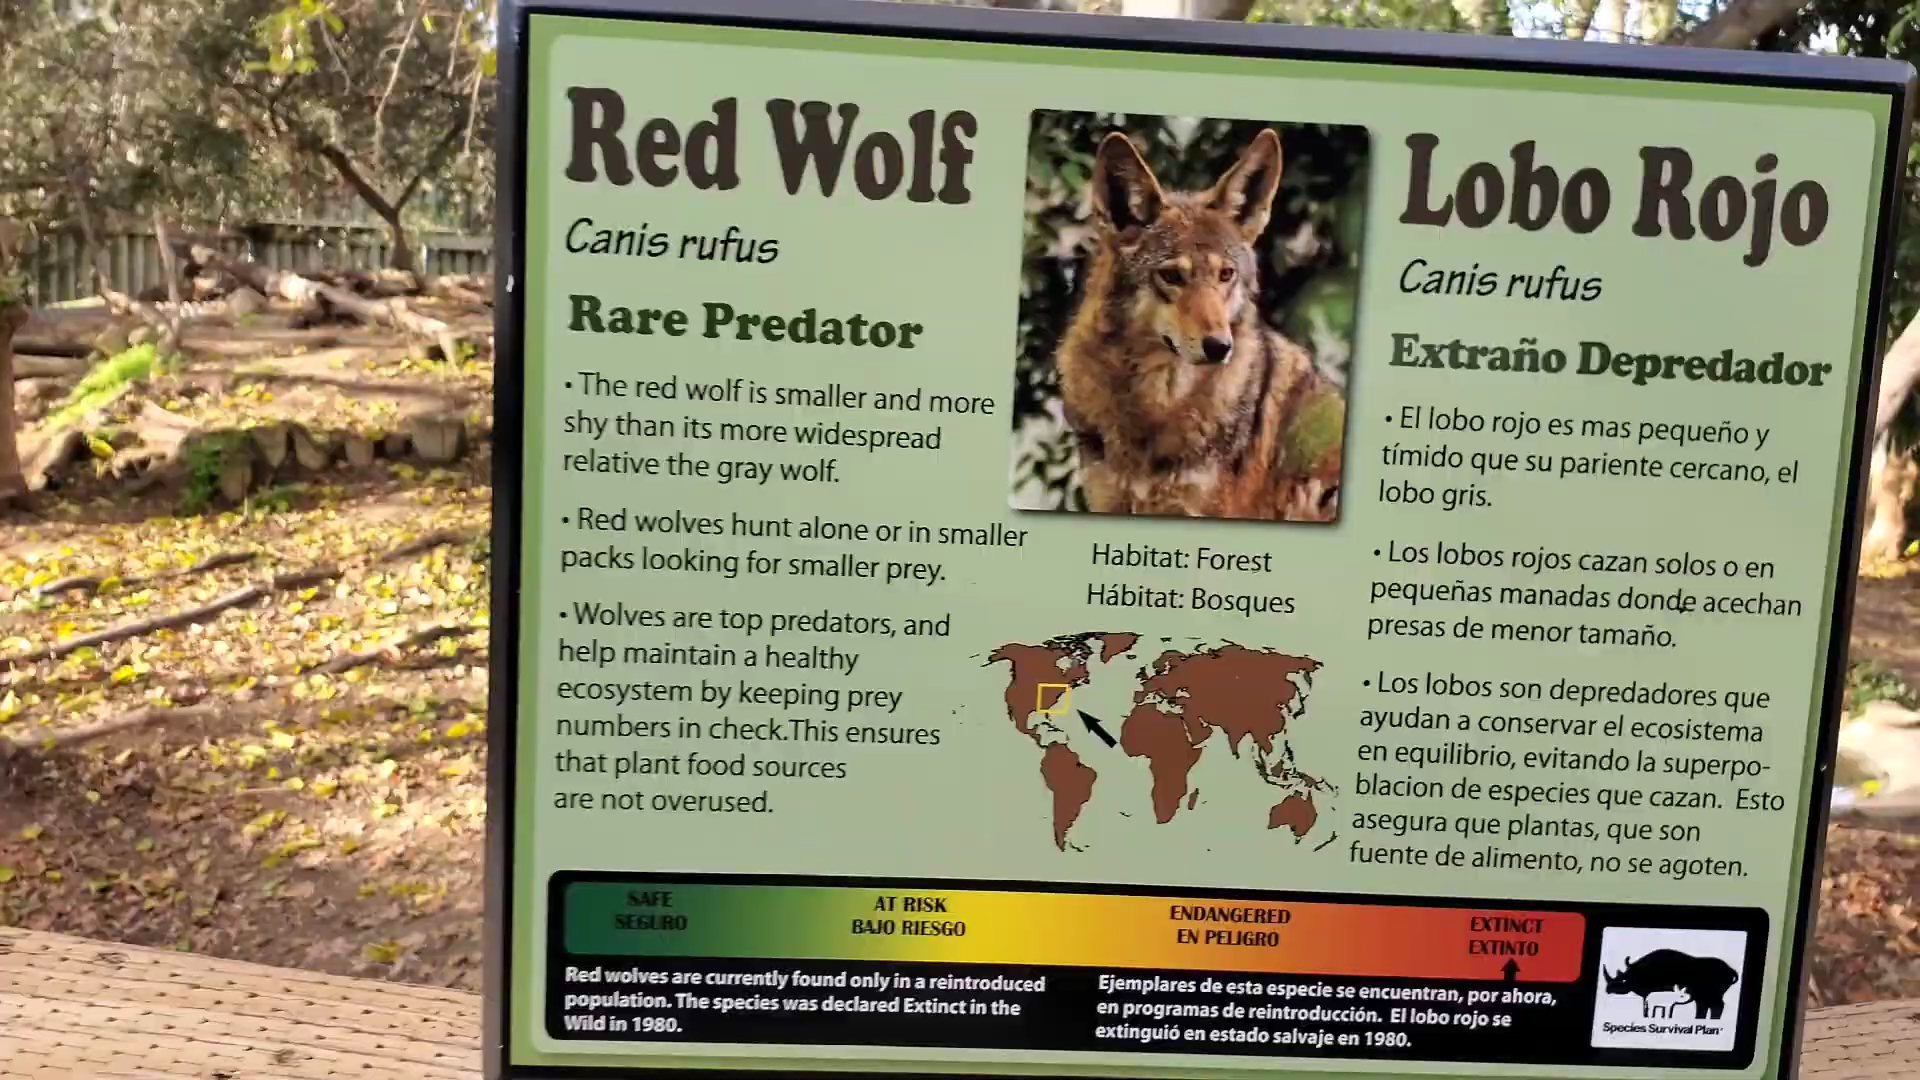 Red Wolf
Canis rufus
Rare Predator
• The red wolf is smaller and more
shy than its more widespread
relative the gray wolf.
• Red wolves hunt alone or in smaller
packs looking for smaller prey.
• Wolves are top predators, and
help maintain a healthy
ecosystem by keeping prey
numbers in check.This ensures
that plant food sources
are not overused.
Habitat: Forest
Hábitat: Bosques
Lobo Rojo
Canis rufus
Extraño Depredador
• El lobo rojo es mas pequeño y
tímido que su pariente cercano, el
lobo gris.
• Los lobos rojos cazan solos o en
pequeñas manadas donde acechan
presas de menor tamaño.
• Los lobos son depredadores que
ayudan a conservar el ecosistema
en equilibrio, evitando la superpo-
blacion de especies que cazan. Esto
asegura que plantas, que son
fuente de alimento, no se agoten.
SAFE
SEGURO
AT RISK
BAJO RIESGO
ENDANGERED
EN PELIGRO
EXTINCT
EXTINTO
Red wolves are currently found only in a reintroduced
population. The species was declared Extinct in the
Wild in 1980.
Ejemplares de esta especie se encuentran, por ahora,
en programas de reintroducción. El lobo rojo se
extinguió en estado salvaje en 1980.
Species Survival Plan